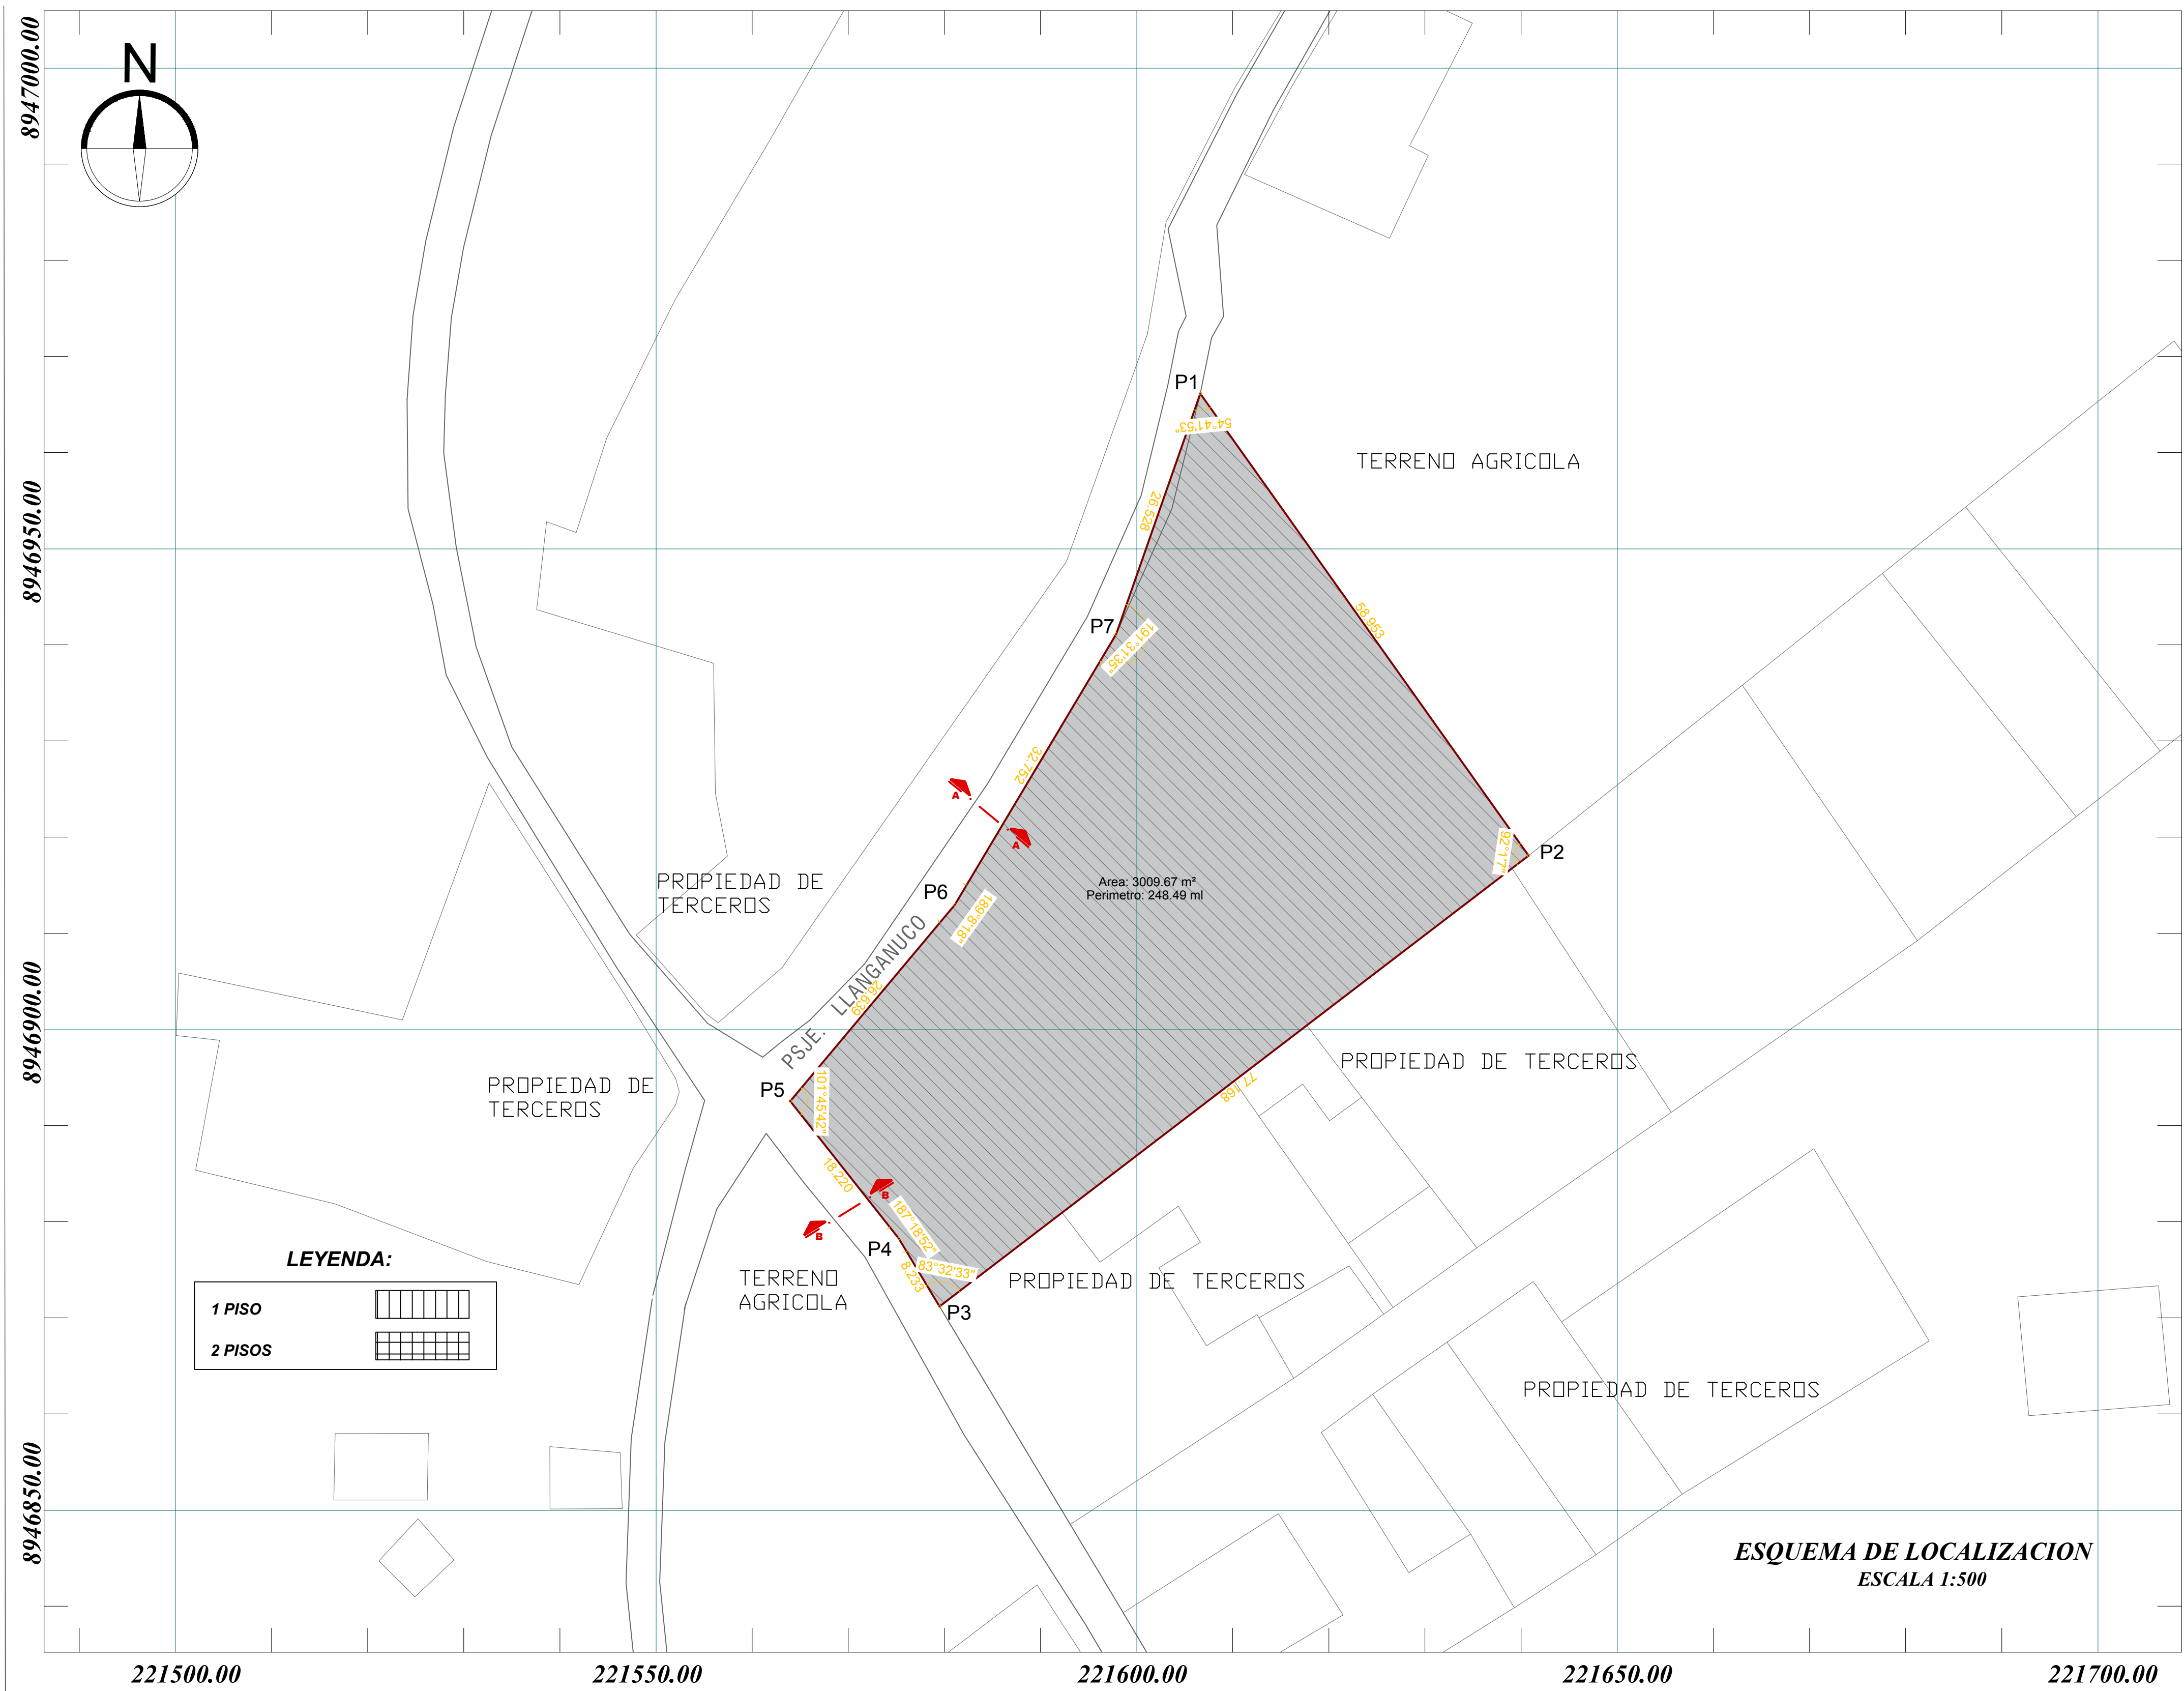 N
8947000.00
8946950.00
8946900.00
8946850.00
P1
54°41'53"
TERRENO AGRICOLA
26.528
58.953
P7
191°31'35"
32.752
A
A
P2
92°1'7"
PROPIEDAD DE
TERCEROS
P6
189°8'18"
Area: 3009.67 m²
Perimetro: 248.49 ml
PSJE. LLANGANUCO
26.639
PROPIEDAD DE
TERCEROS
P5
101°45'42"
PROPIEDAD DE TERCEROS
77.168
18.220
B
B
187°18'52"
P4
83°32'33"
8.233
P3
TERRENO
AGRICOLA
PROPIEDAD DE TERCEROS
LEYENDA:
1 PISO
2 PISOS
PROPIEDAD DE TERCEROS
ESQUEMA DE LOCALIZACION
ESCALA 1:500
221500.00
221550.00
221600.00
221650.00
221700.00